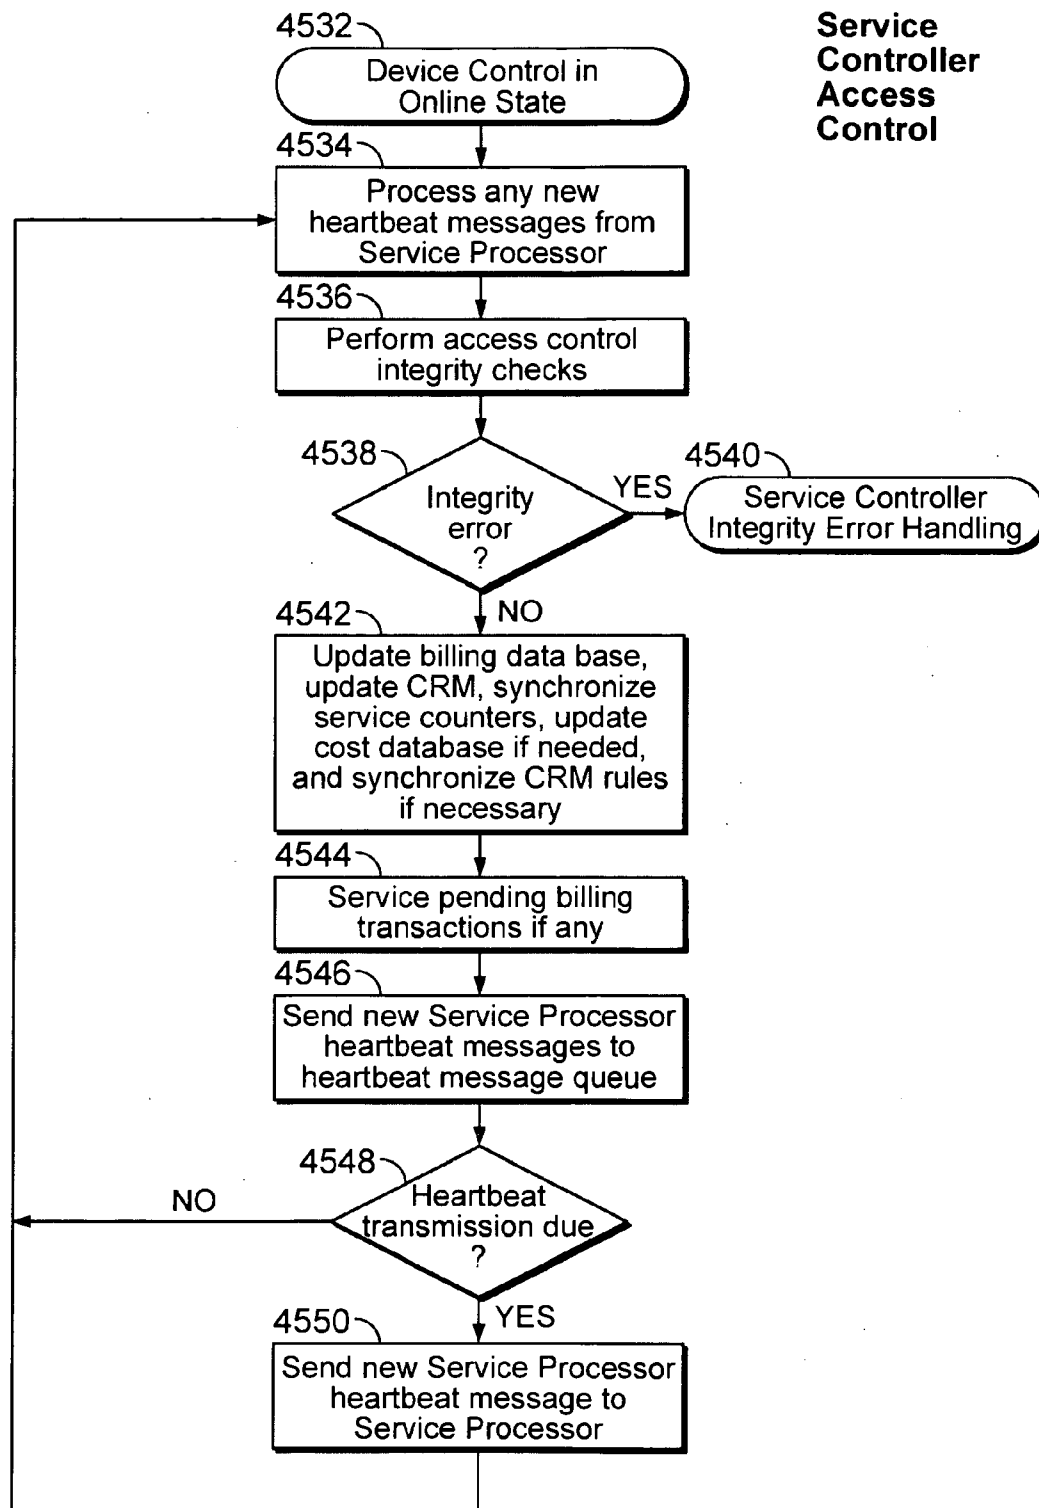 4532
Service
Controller
Access
Control
Device Control in
Online State
4534
Process any new
heartbeat messages from
Service Processor
4536
Perform access control
integrity checks
4538
Integrity
error
?
YES
4540
Service Controller
Integrity Error Handling
NO
4542
Update billing data base,
update CRM, synchronize
service counters, update
cost database if needed,
and synchronize CRM rules
if necessary
4544
Service pending billing
transactions if any
4546
Send new Service Processor
heartbeat messages to
heartbeat message queue
4548
Heartbeat
transmission due
?
NO
YES
4550
Send new Service Processor
heartbeat message to
Service Processor